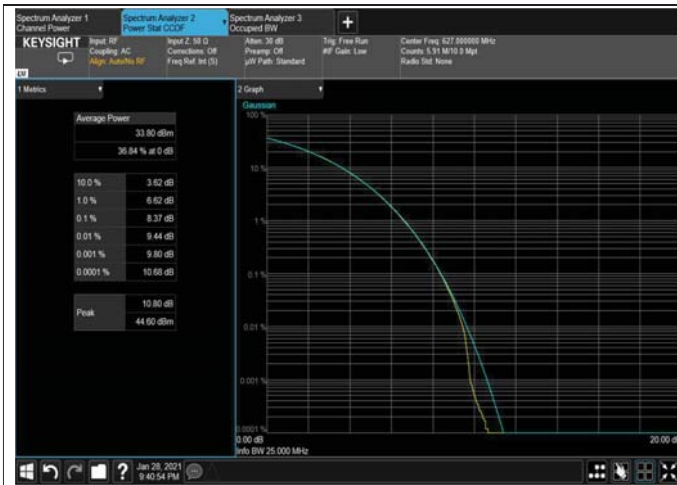 Spectrum Analyzer 1
Channel Power
Spectrum Analyzer 2
Power Stat CCDF
Spectrum Analyzer 3
Occupied BW
KEYSIGHT
Input: RF
Coupling: AC
Align: Auto/No RF
Input Z: 50 Ω
Corrections: Off
Freq Ref: Int (S)
Atten: 30 dB
Preamp: Off
µW Path: Standard
Trig: Free Run
#IF Gain: Low
Center Freq: 627.000000 MHz
Counts: 5.91 M/10.0 Mpt
Radio Std: None
1 Metrics
Average Power
33.80 dBm
36.84 % at 0 dB
10.0 % 3.62 dB
1.0 % 6.62 dB
0.1 % 8.37 dB
0.01 % 9.44 dB
0.001 % 9.80 dB
0.0001 % 10.68 dB
Peak
10.80 dB
44.60 dBm
2 Graph
Gaussian
100 %
10 %
1 %
0.1 %
0.01 %
0.001 %
0.0001 %
0.00 dB
20.00 d
Info BW 25.000 MHz
Jan 28, 2021
9:40:54 PM